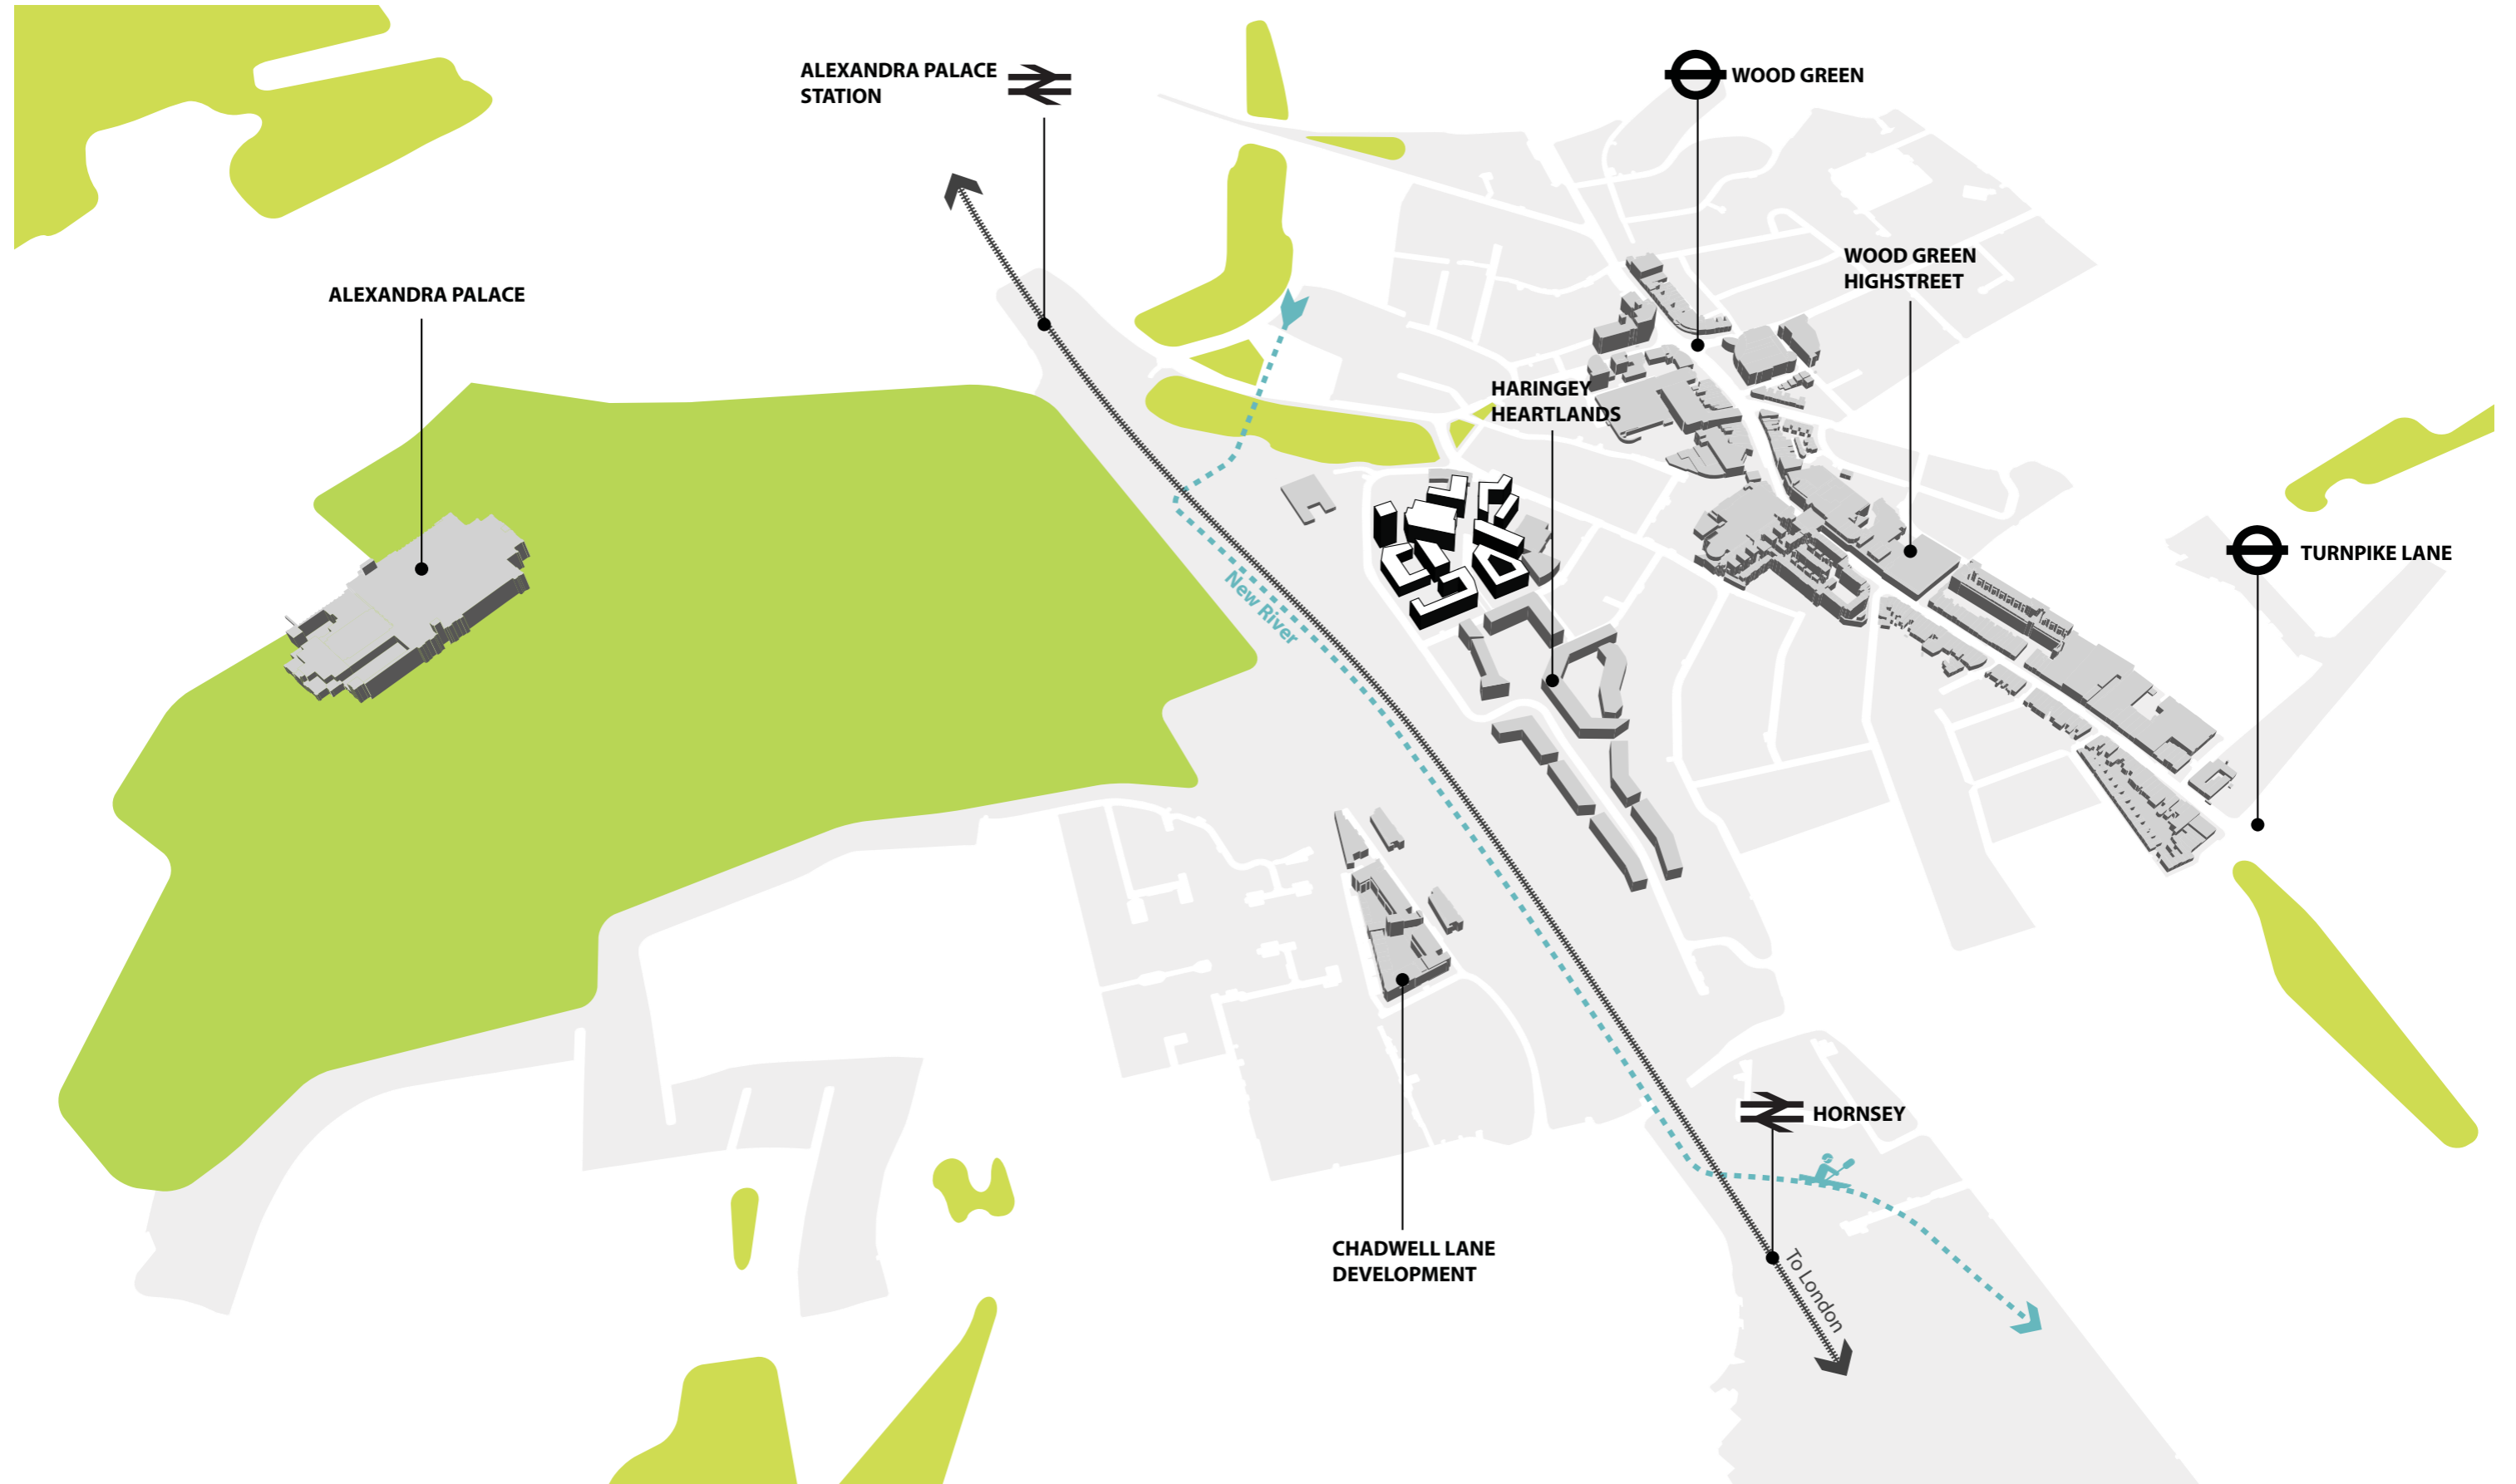 ALEXANDRA PALACE
STATION
WOOD GREEN
WOOD GREEN
HIGHSTREET
ALEXANDRA PALACE
HARINGEY
HEARTLANDS
TURNPIKE LANE
New River
HORNSEY
CHADWELL LANE
DEVELOPMENT
To London